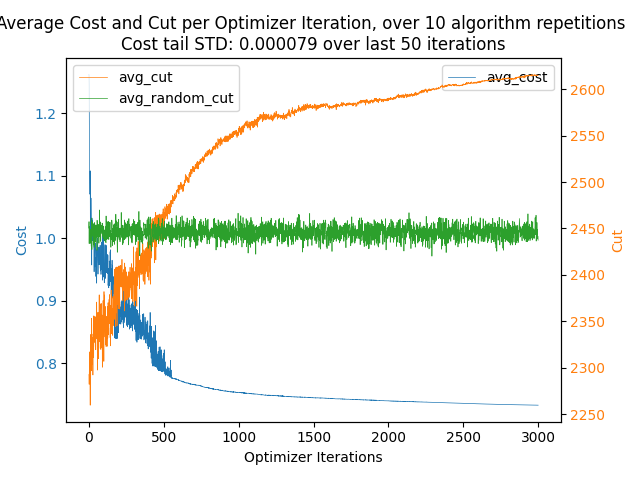 Average Cost and Cut per Optimizer Iteration, over 10 algorithm repetitions
Cost tail STD: 0.000079 over last 50 iterations
avg_cut
avg_random_cut
avg_cost
1.2
1.1
1.0
0.9
0.8
Cost
2600
2550
2500
2450
2400
2350
2300
2250
Cut
0 500 1000 1500 2000 2500 3000
Optimizer Iterations